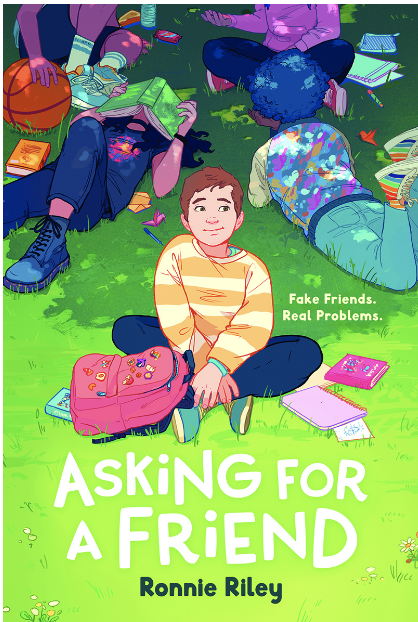 Fake Friends.
Real Problems.
ASKiNG FOR
A FRiEND
Ronnie Riley